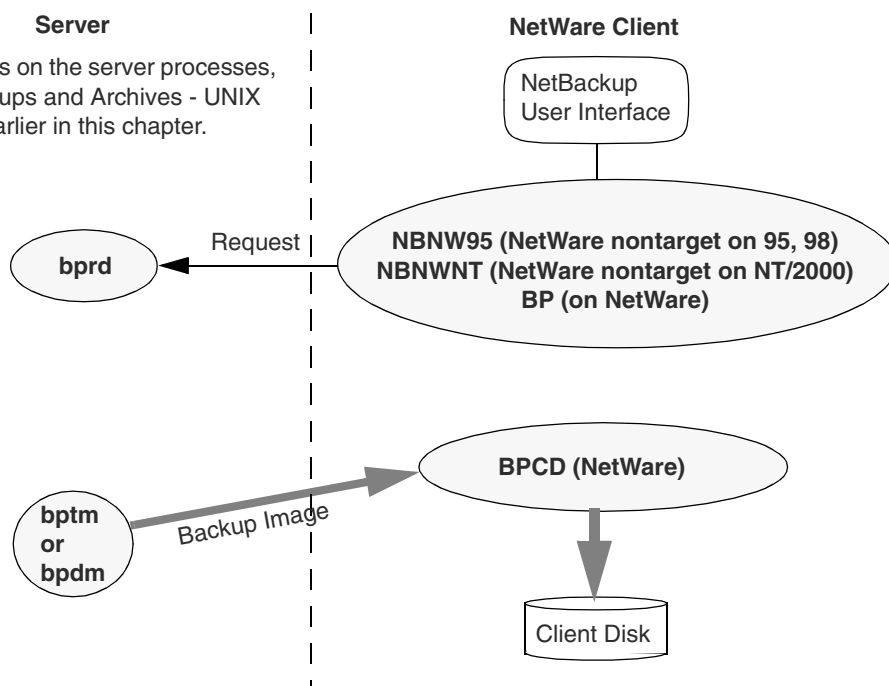 Server
s on the server processes,
ups and Archives - UNIX
arlier in this chapter.
NetWare Client
NetBackup
User Interface
Request
bprd
NBNW95 (NetWare nontarget on 95, 98)
NBNWNT (NetWare nontarget on NT/2000)
BP (on NetWare)
BPCD (NetWare)
bptm
or
bpdm
Backup Image
Client Disk